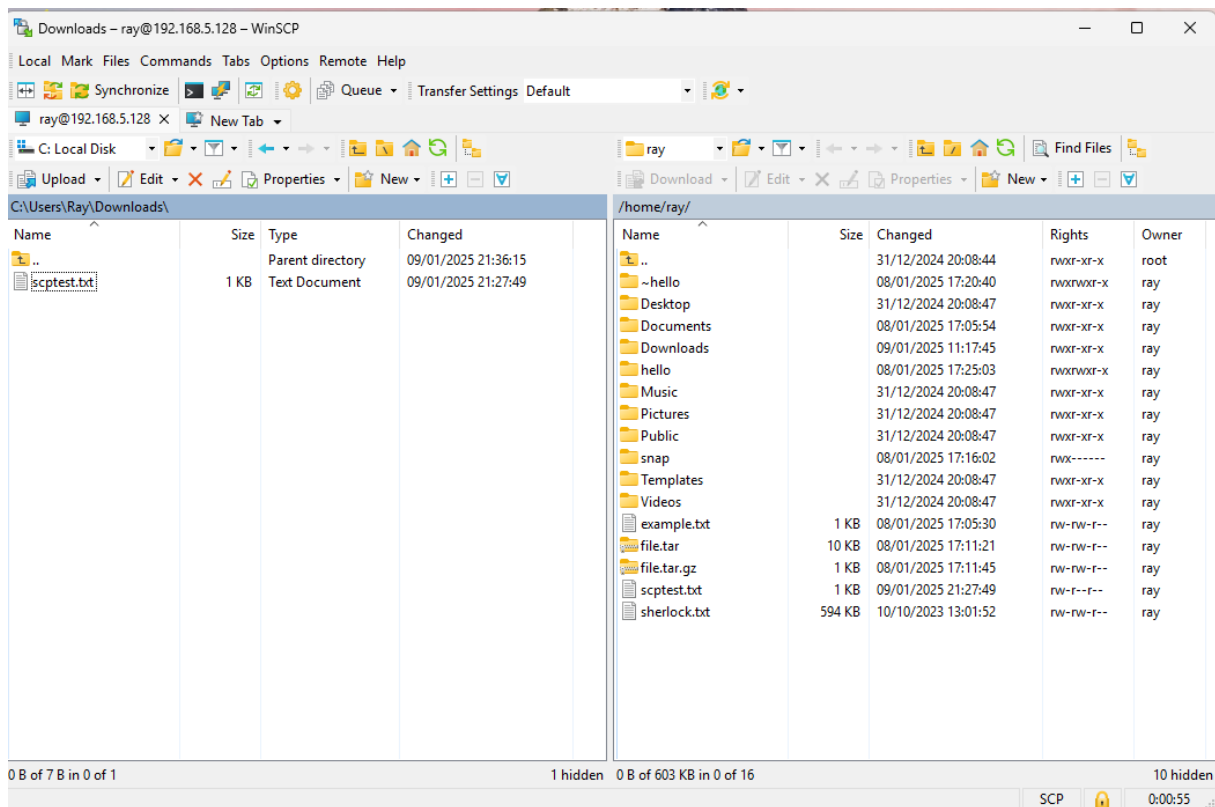 Downloads – ray@192.168.5.128 – WinSCP
Local Mark Files Commands Tabs Options Remote Help
Synchronize Queue Transfer Settings Default
ray@192.168.5.128 New Tab
C: Local Disk ray Find Files
Upload Edit Properties New Download Edit Properties New
C:\Users\Ray\Downloads\ /home/ray/
Name Size Type Changed Name Size Changed Rights Owner
.. Parent directory 09/01/2025 21:36:15 .. 31/12/2024 20:08:44 rwxr-xr-x root
scptest.txt 1 KB Text Document 09/01/2025 21:27:49 ~hello 08/01/2025 17:20:40 rwxrwxr-x ray
Desktop 31/12/2024 20:08:47 rwxr-xr-x ray
Documents 08/01/2025 17:05:54 rwxr-xr-x ray
Downloads 09/01/2025 11:17:45 rwxr-xr-x ray
hello 08/01/2025 17:25:03 rwxrwxr-x ray
Music 31/12/2024 20:08:47 rwxr-xr-x ray
Pictures 31/12/2024 20:08:47 rwxr-xr-x ray
Public 31/12/2024 20:08:47 rwxr-xr-x ray
snap 08/01/2025 17:16:02 rwx------ ray
Templates 31/12/2024 20:08:47 rwxr-xr-x ray
Videos 31/12/2024 20:08:47 rwxr-xr-x ray
example.txt 1 KB 08/01/2025 17:05:30 rw-rw-r-- ray
file.tar 10 KB 08/01/2025 17:11:21 rw-rw-r-- ray
file.tar.gz 1 KB 08/01/2025 17:11:45 rw-rw-r-- ray
scptest.txt 1 KB 09/01/2025 21:27:49 rw-r--r-- ray
sherlock.txt 594 KB 10/10/2023 13:01:52 rw-rw-r-- ray
0 B of 7 B in 0 of 1 1 hidden 0 B of 603 KB in 0 of 16 10 hidden
SCP 0:00:55